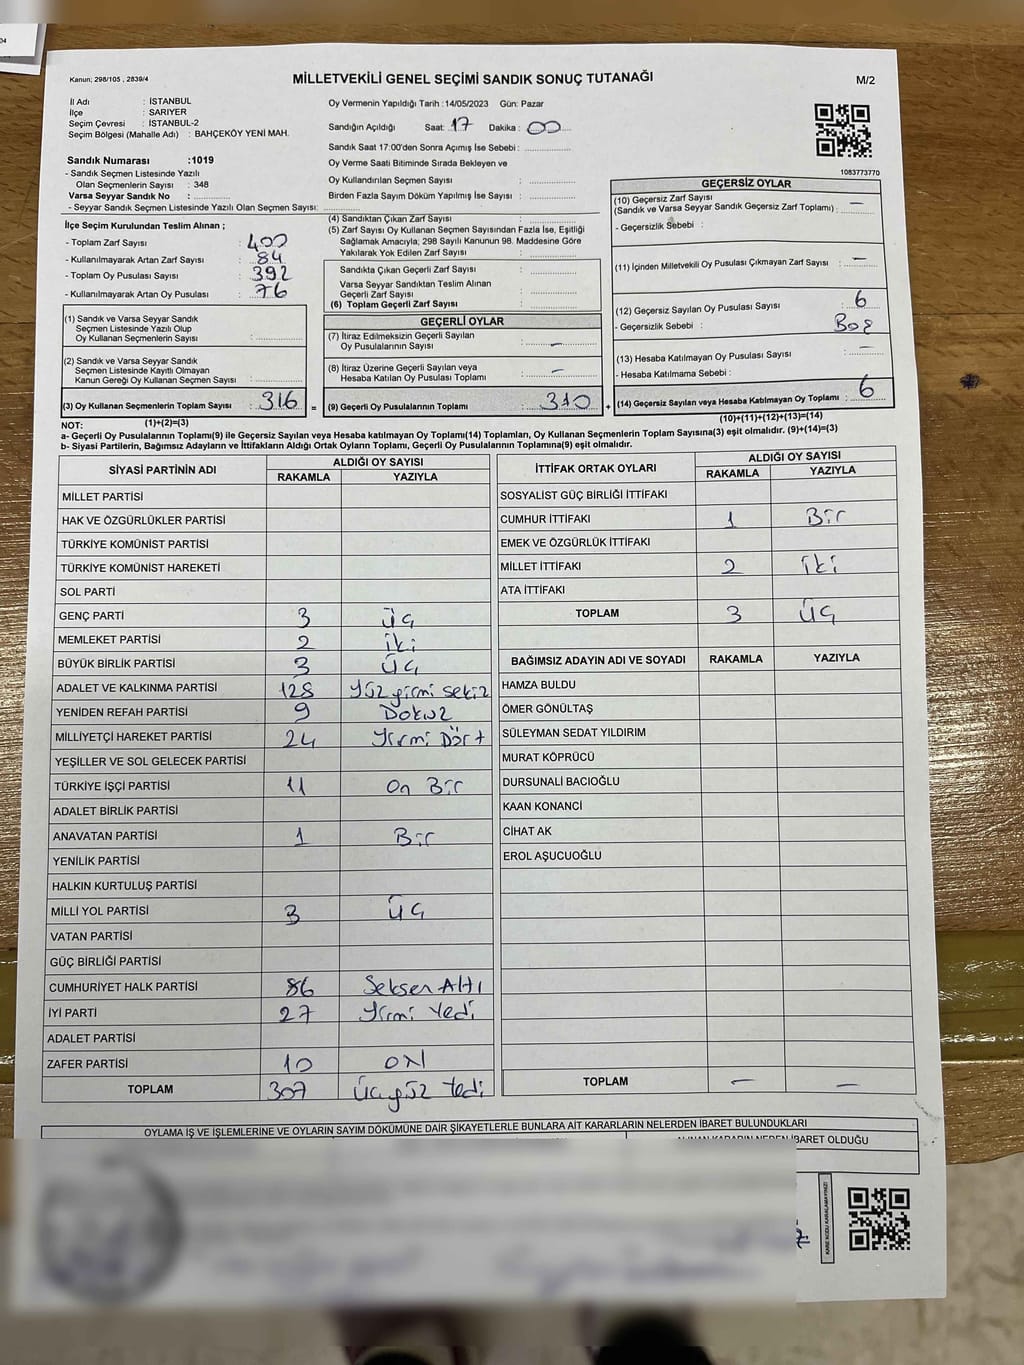 04
Kanun: 298/105 , 2839/4
MİLLETVEKİLİ GENEL SEÇİMİ SANDIK SONUÇ TUTANAĞI
M/2
İl Adı : İSTANBUL
İlçe : SARIYER
Seçim Çevresi : İSTANBUL-2
Seçim Bölgesi (Mahalle Adı) : BAHÇEKÖY YENİ MAH.
Sandık Numarası :1019
- Sandık Seçmen Listesinde Yazılı
Olan Seçmenlerin Sayısı : 348
Varsa Seyyar Sandık No :
- Seyyar Sandık Seçmen Listesinde Yazılı Olan Seçmen Sayısı:
Oy Vermenin Yapıldığı Tarih :14/05/2023 Gün: Pazar
Sandığın Açıldığı Saat: 17 Dakika : 00
Sandık Saat 17:00'den Sonra Açımış İse Sebebi :
Oy Verme Saati Bitiminde Sırada Bekleyen ve
Oy Kullandırılan Seçmen Sayısı :
Birden Fazla Sayım Döküm Yapılmış İse Sayısı :
1083773770
İlçe Seçim Kurulundan Teslim Alınan ;
- Toplam Zarf Sayısı : 400
- Kullanılmayarak Artan Zarf Sayısı : 84
- Toplam Oy Pusulası Sayısı : 392
- Kullanılmayarak Artan Oy Pusulası : 76
(1) Sandık ve Varsa Seyyar Sandık
Seçmen Listesinde Yazılı Olup
Oy Kullanan Seçmenlerin Sayısı :
(2) Sandık ve Varsa Seyyar Sandık
Seçmen Listesinde Kayıtlı Olmayan
Kanun Gereği Oy Kullanan Seçmen Sayısı :
(3) Oy Kullanan Seçmenlerin Toplam Sayısı : 316 =
(4) Sandıktan Çıkan Zarf Sayısı :
(5) Zarf Sayısı Oy Kullanan Seçmen Sayısından Fazla İse, Eşitliği
Sağlamak Amacıyla; 298 Sayılı Kanunun 98. Maddesine Göre
Yakılarak Yok Edilen Zarf Sayısı :
Sandıkta Çıkan Geçerli Zarf Sayısı :
Varsa Seyyar Sandıktan Teslim Alınan
Geçerli Zarf Sayısı :
(6) Toplam Geçerli Zarf Sayısı :
GEÇERLİ OYLAR
(7) İtiraz Edilmeksizin Geçerli Sayılan
Oy Pusulalarının Sayısı : —
(8) İtiraz Üzerine Geçerli Sayılan veya
Hesaba Katılan Oy Pusulası Toplamı : —
(9) Geçerli Oy Pusulalarının Toplamı : 310 +
GEÇERSİZ OYLAR
(10) Geçersiz Zarf Sayısı
(Sandık ve Varsa Seyyar Sandık Geçersiz Zarf Toplamı) : —
- Geçersizlik Sebebi :
(11) İçinden Milletvekili Oy Pusulası Çıkmayan Zarf Sayısı : —
(12) Geçersiz Sayılan Oy Pusulası Sayısı : 6
- Geçersizlik Sebebi : Boş
(13) Hesaba Katılmayan Oy Pusulası Sayısı : —
- Hesaba Katılmama Sebebi :
(14) Geçersiz Sayılan veya Hesaba Katılmayan Oy Toplamı : 6
NOT: (1)+(2)=(3)
(10)+(11)+(12)+(13)=(14)
a- Geçerli Oy Pusulalarının Toplamı(9) ile Geçersiz Sayılan veya Hesaba katılmayan Oy Toplamı(14) Toplamları, Oy Kullanan Seçmenlerin Toplam Sayısına(3) eşit olmalıdır. (9)+(14)=(3)
b- Siyasi Partilerin, Bağımsız Adayların ve İttifakların Aldığı Ortak Oyların Toplamı, Geçerli Oy Pusulalarının Toplamına(9) eşit olmalıdır.
SİYASİ PARTİNİN ADI
ALDIĞI OY SAYISI
RAKAMLA YAZIYLA
MİLLET PARTİSİ
HAK VE ÖZGÜRLÜKLER PARTİSİ
TÜRKİYE KOMÜNİST PARTİSİ
TÜRKİYE KOMÜNİST HAREKETİ
SOL PARTİ
GENÇ PARTİ 3 üç
MEMLEKET PARTİSİ 2 iki
BÜYÜK BİRLİK PARTİSİ 3 üç
ADALET VE KALKINMA PARTİSİ 128 Yüz yirmi sekiz
YENİDEN REFAH PARTİSİ 9 Dokuz
MİLLİYETÇİ HAREKET PARTİSİ 24 Yirmi Dört
YEŞİLLER VE SOL GELECEK PARTİSİ
TÜRKİYE İŞÇİ PARTİSİ 11 On Bir
ADALET BİRLİK PARTİSİ
ANAVATAN PARTİSİ 1 Bir
YENİLİK PARTİSİ
HALKIN KURTULUŞ PARTİSİ
MİLLİ YOL PARTİSİ 3 üç
VATAN PARTİSİ
GÜÇ BİRLİĞİ PARTİSİ
CUMHURİYET HALK PARTİSİ 86 Seksen Altı
İYİ PARTİ 27 Yirmi Yedi
ADALET PARTİSİ
ZAFER PARTİSİ 10 ON
TOPLAM 307 Üçyüz Yedi
İTTİFAK ORTAK OYLARI
ALDIĞI OY SAYISI
RAKAMLA YAZIYLA
SOSYALİST GÜÇ BİRLİĞİ İTTİFAKI
CUMHUR İTTİFAKI 1 Bir
EMEK VE ÖZGÜRLÜK İTTİFAKI
MİLLET İTTİFAKI 2 iki
ATA İTTİFAKI
TOPLAM 3 üç
BAĞIMSIZ ADAYIN ADI VE SOYADI RAKAMLA YAZIYLA
HAMZA BULDU
ÖMER GÖNÜLTAŞ
SÜLEYMAN SEDAT YILDIRIM
MURAT KÖPRÜCÜ
DURSUNALİ BACIOĞLU
KAAN KONANCİ
CİHAT AK
EROL AŞUCUOĞLU
TOPLAM — —
OYLAMA İŞ VE İŞLEMLERİNE VE OYLARIN SAYIM DÖKÜMÜNE DAİR ŞİKAYETLERLE BUNLARA AİT KARARLARIN NELERDEN İBARET BULUNDUKLARI
ALINAN KARARIN NEDEN İBARET OLDUĞU
KARE KODU KARALAMAYINIZ!